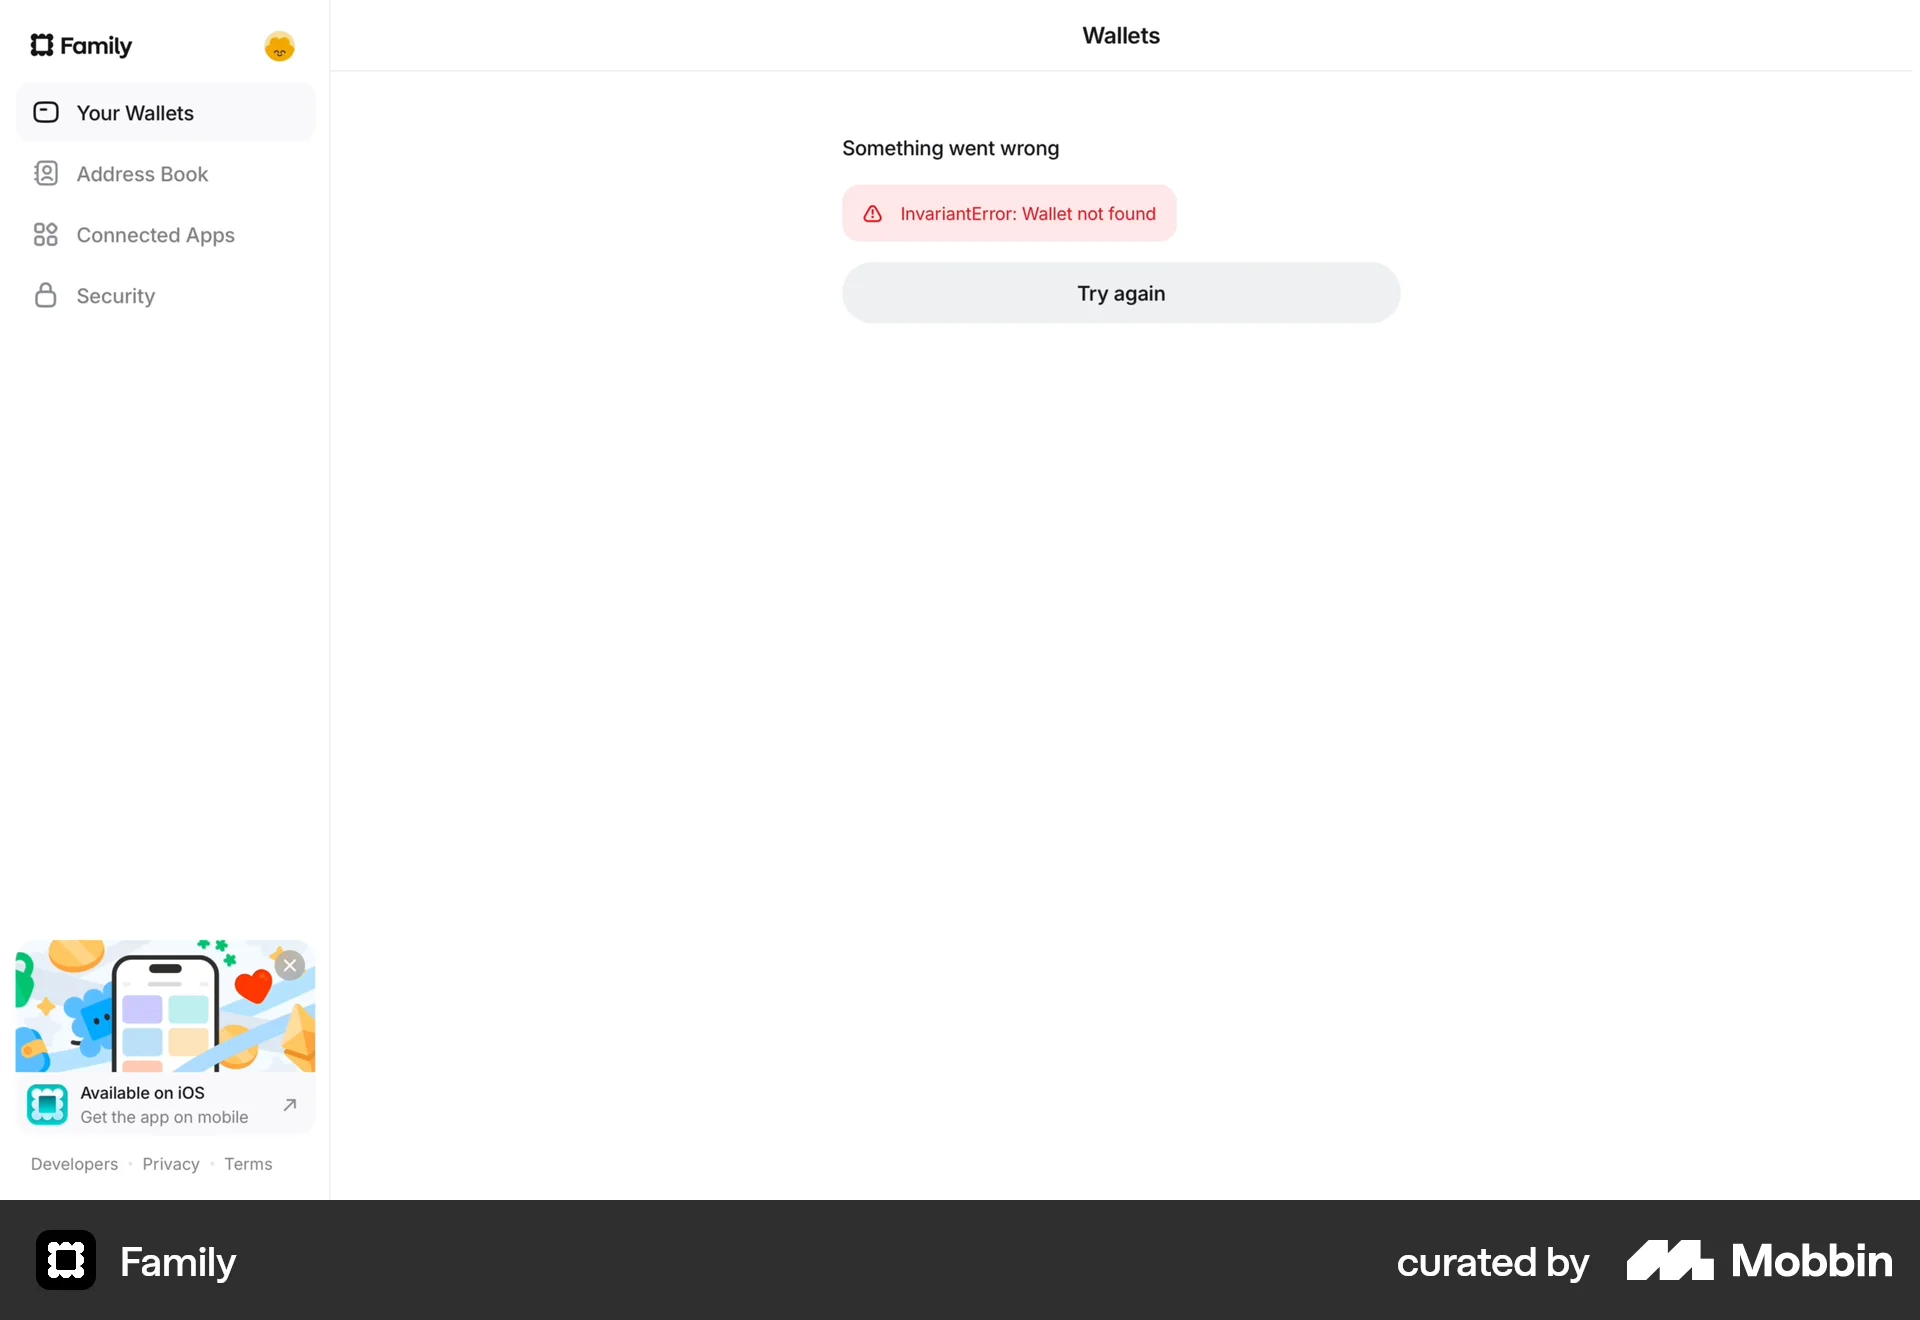 Family
Your Wallets
Address Book
Connected Apps
Security
Wallets
Something went wrong
InvariantError: Wallet not found
Try again
Available on iOS
Get the app on mobile
Developers · Privacy · Terms
Family
curated by Mobbin